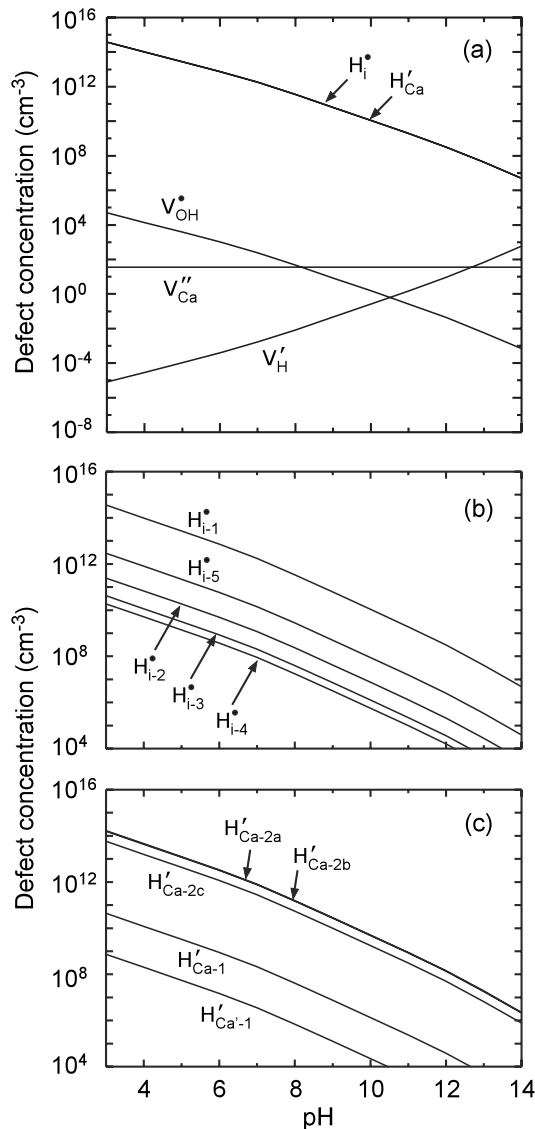 (a)
10^16
10^12
10^8
10^4
10^0
10^-4
10^-8
Defect concentration (cm^-3)
H_i^•
H′_Ca
V_OH^•
V″_Ca
V′_H
(b)
10^16
10^12
10^8
10^4
H_i-1^•
H_i-5^•
H_i-2^•
H_i-3^•
H_i-4^•
Defect concentration (cm^-3)
(c)
10^16
10^12
10^8
10^4
H′_Ca-2a
H′_Ca-2b
H′_Ca-2c
H′_Ca-1
H′_Ca'-1
4 6 8 10 12 14
pH